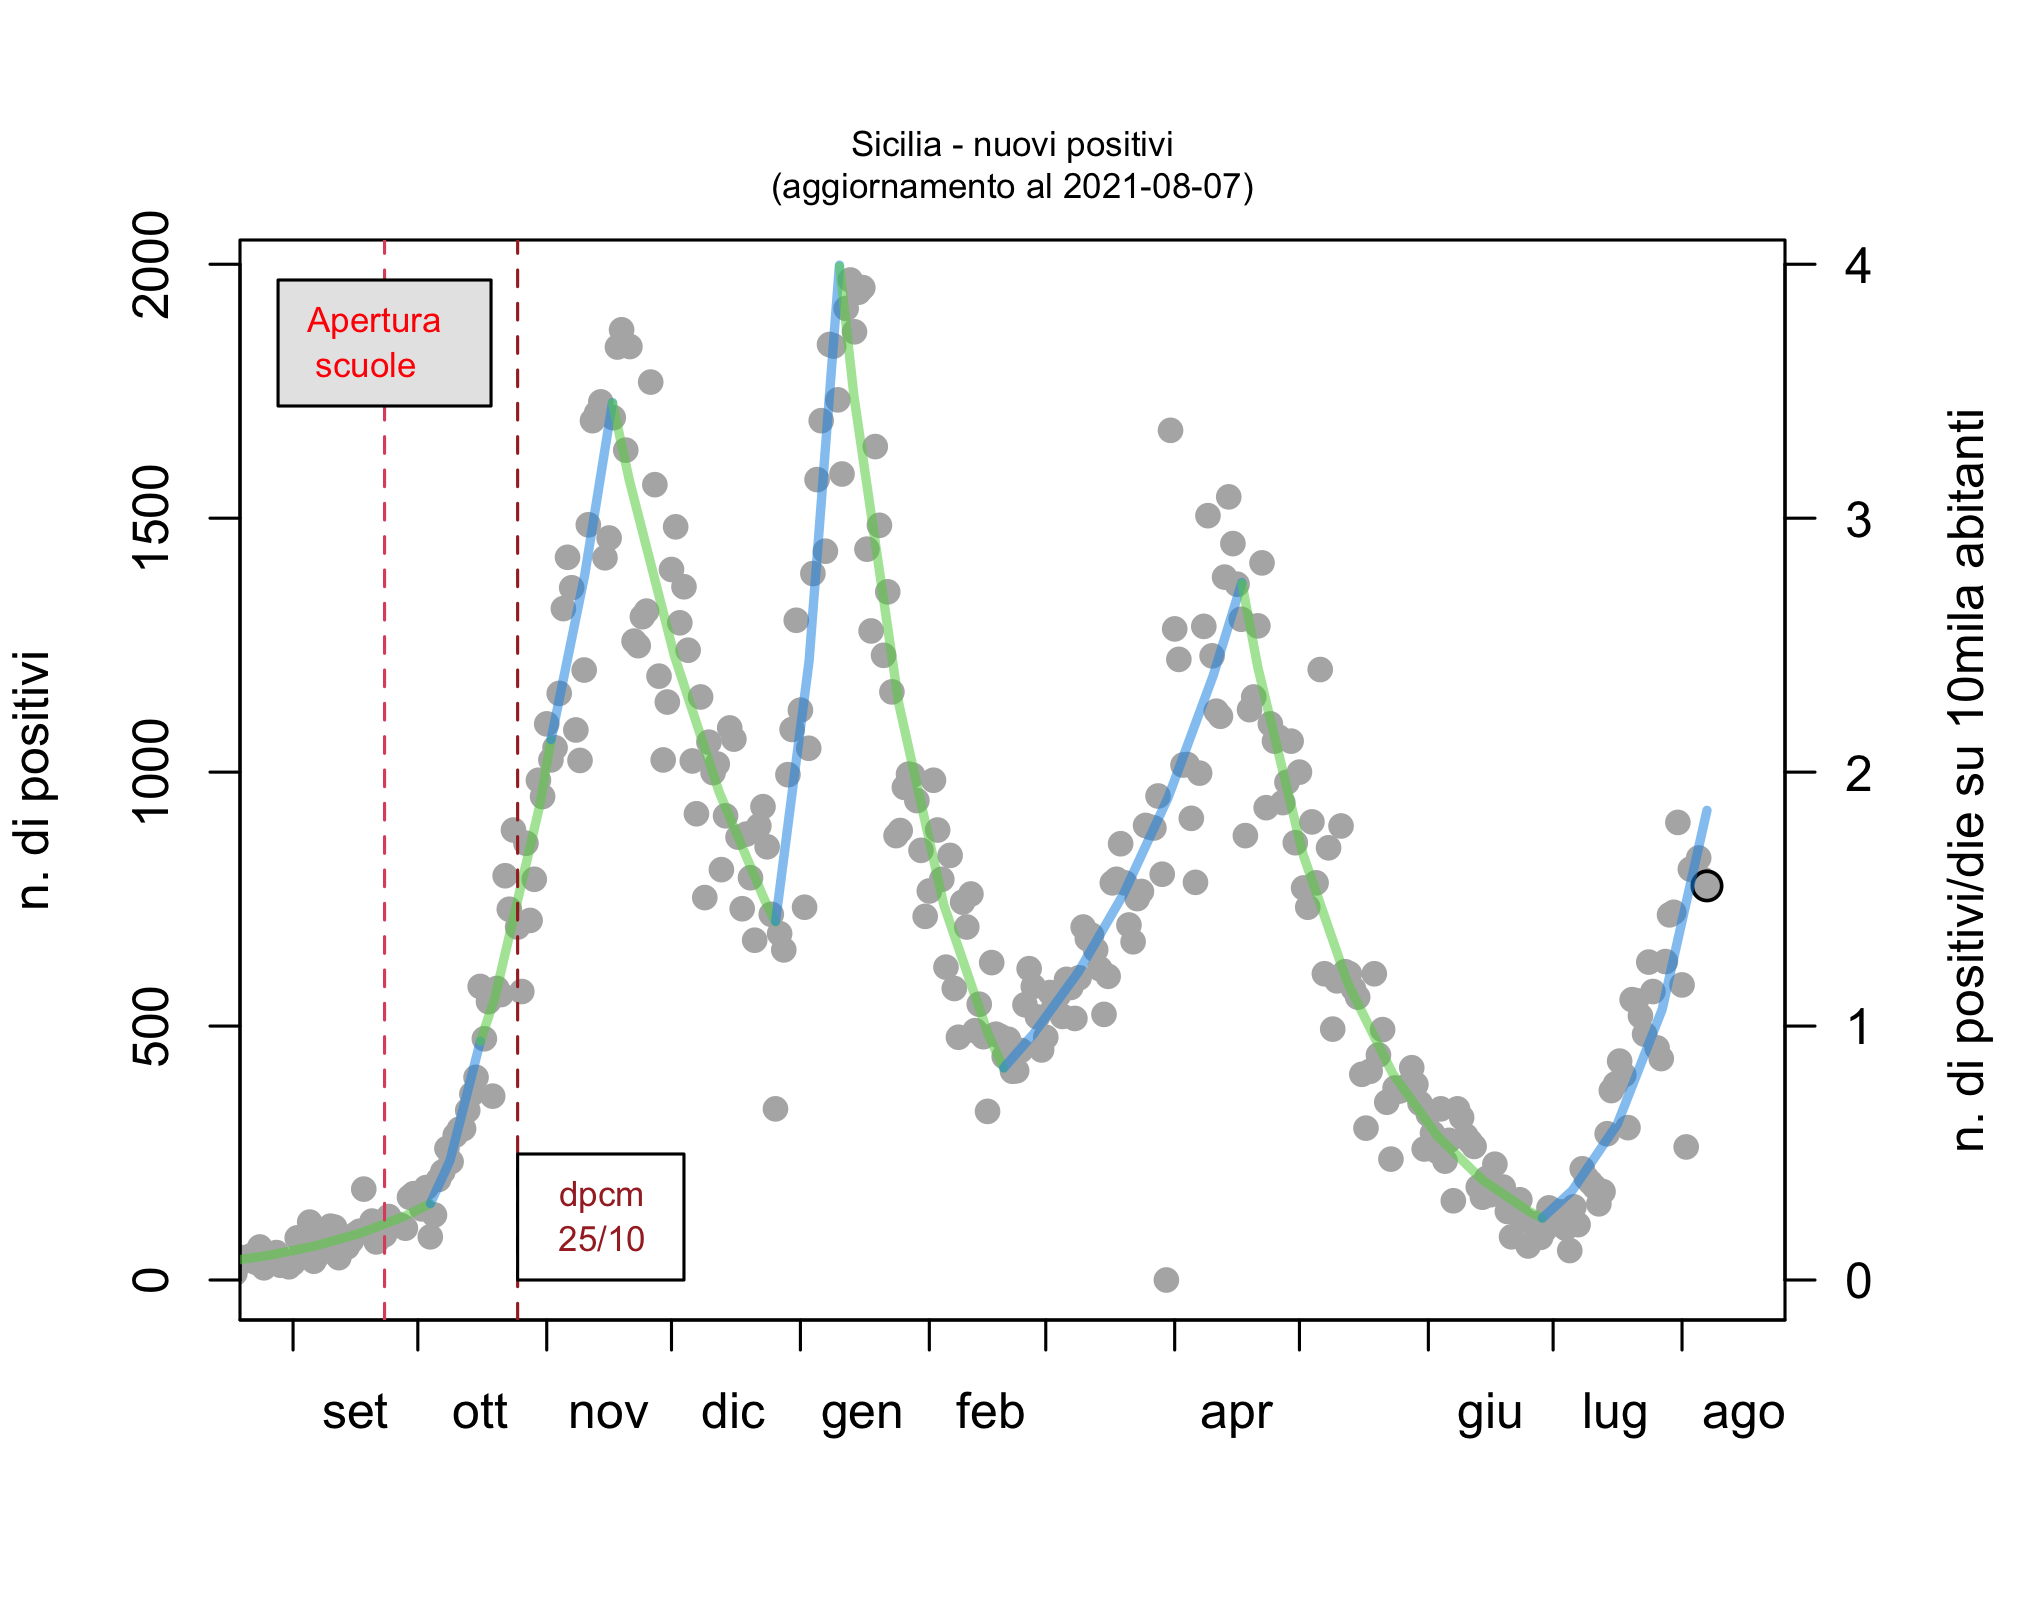 Sicilia - nuovi positivi
(aggiornamento al 2021-08-07)
n. di positivi
0
500
1000
1500
2000
Apertura
scuole
dpcm
25/10
0
1
2
3
4
n. di positivi/die su 10mila abitanti
set ott nov dic gen feb apr giu lug ago